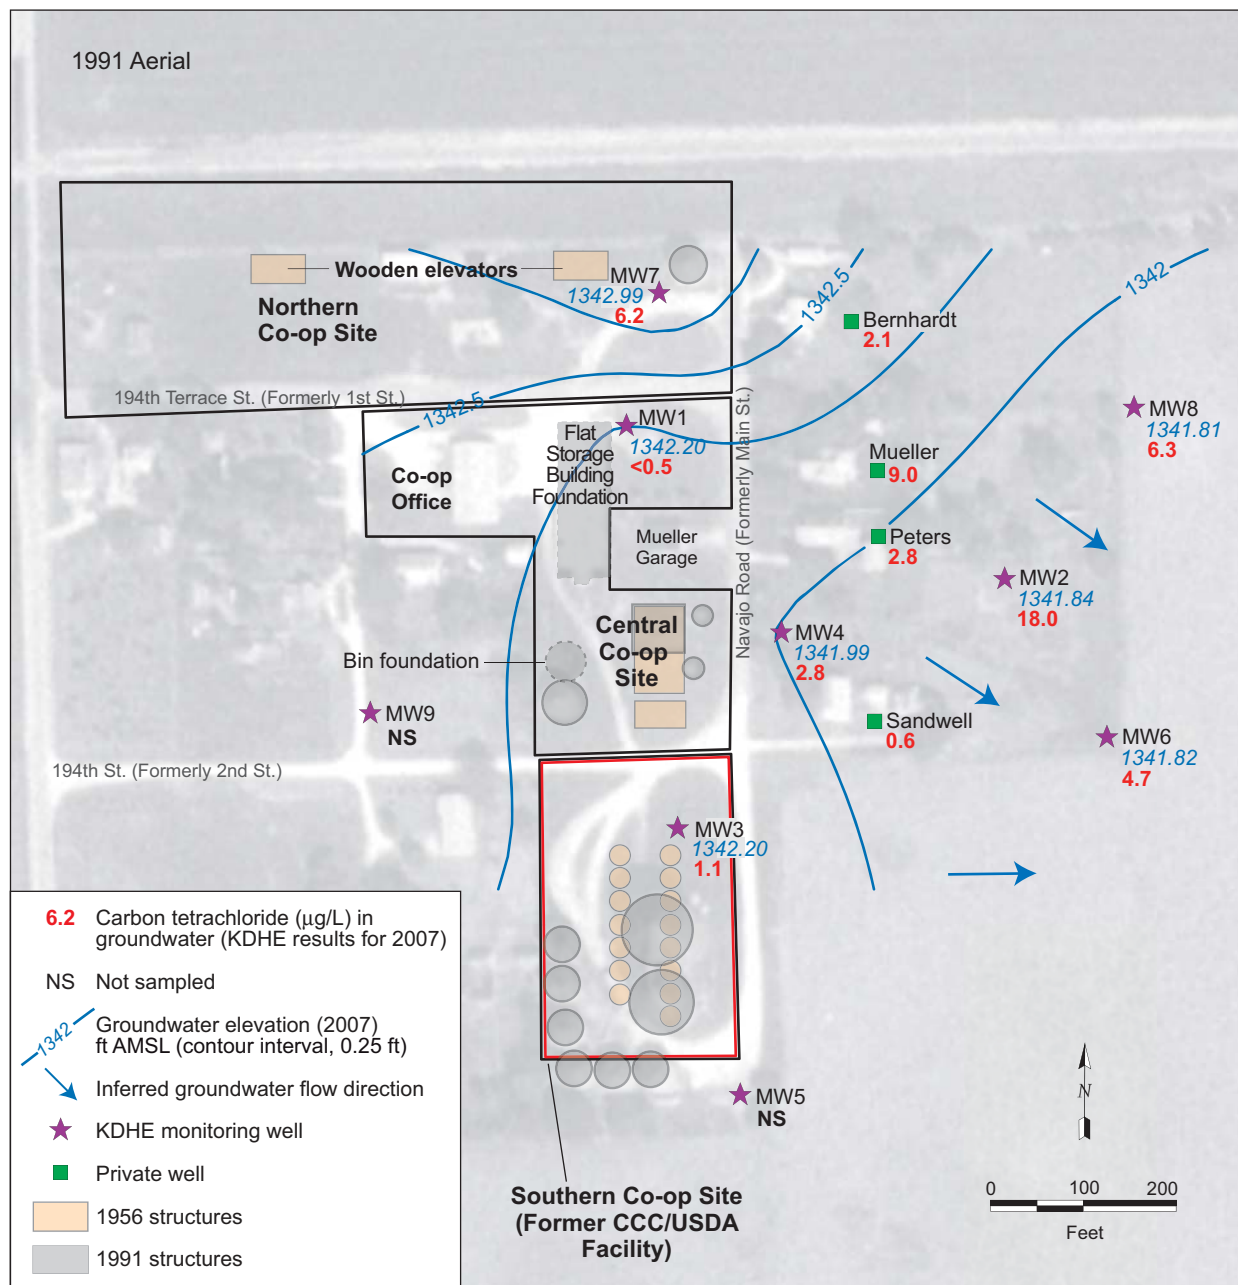 1991 Aerial
Wooden elevators
MW7
1342.99
6.2
Northern
Co-op Site
1342.5
1342
Bernhardt
2.1
194th Terrace St. (Formerly 1st St.)
1342.5
MW1
1342.20
<0.5
Flat
Storage
Building
Foundation
Co-op
Office
Mueller
Garage
Navajo Road (Formerly Main St.)
Mueller
9.0
MW8
1341.81
6.3
Peters
2.8
MW2
1341.84
18.0
Central
Co-op
Site
MW4
1341.99
2.8
Bin foundation
MW9
NS
Sandwell
0.6
MW6
1341.82
4.7
194th St. (Formerly 2nd St.)
MW3
1342.20
1.1
MW5
NS
Southern Co-op Site
(Former CCC/USDA
Facility)
6.2 Carbon tetrachloride (µg/L) in
groundwater (KDHE results for 2007)
NS Not sampled
1342 Groundwater elevation (2007)
ft AMSL (contour interval, 0.25 ft)
Inferred groundwater flow direction
KDHE monitoring well
Private well
1956 structures
1991 structures
N
0 100 200
Feet